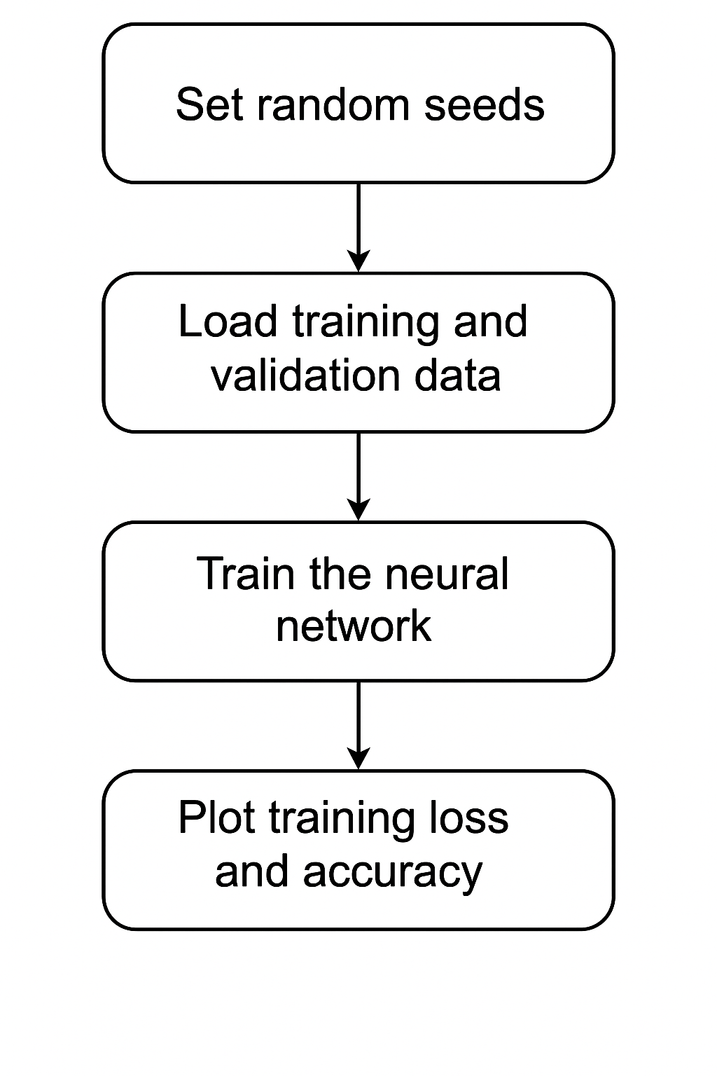 Set random seeds
Load training and
validation data
Train the neural
network
Plot training loss
and accuracy